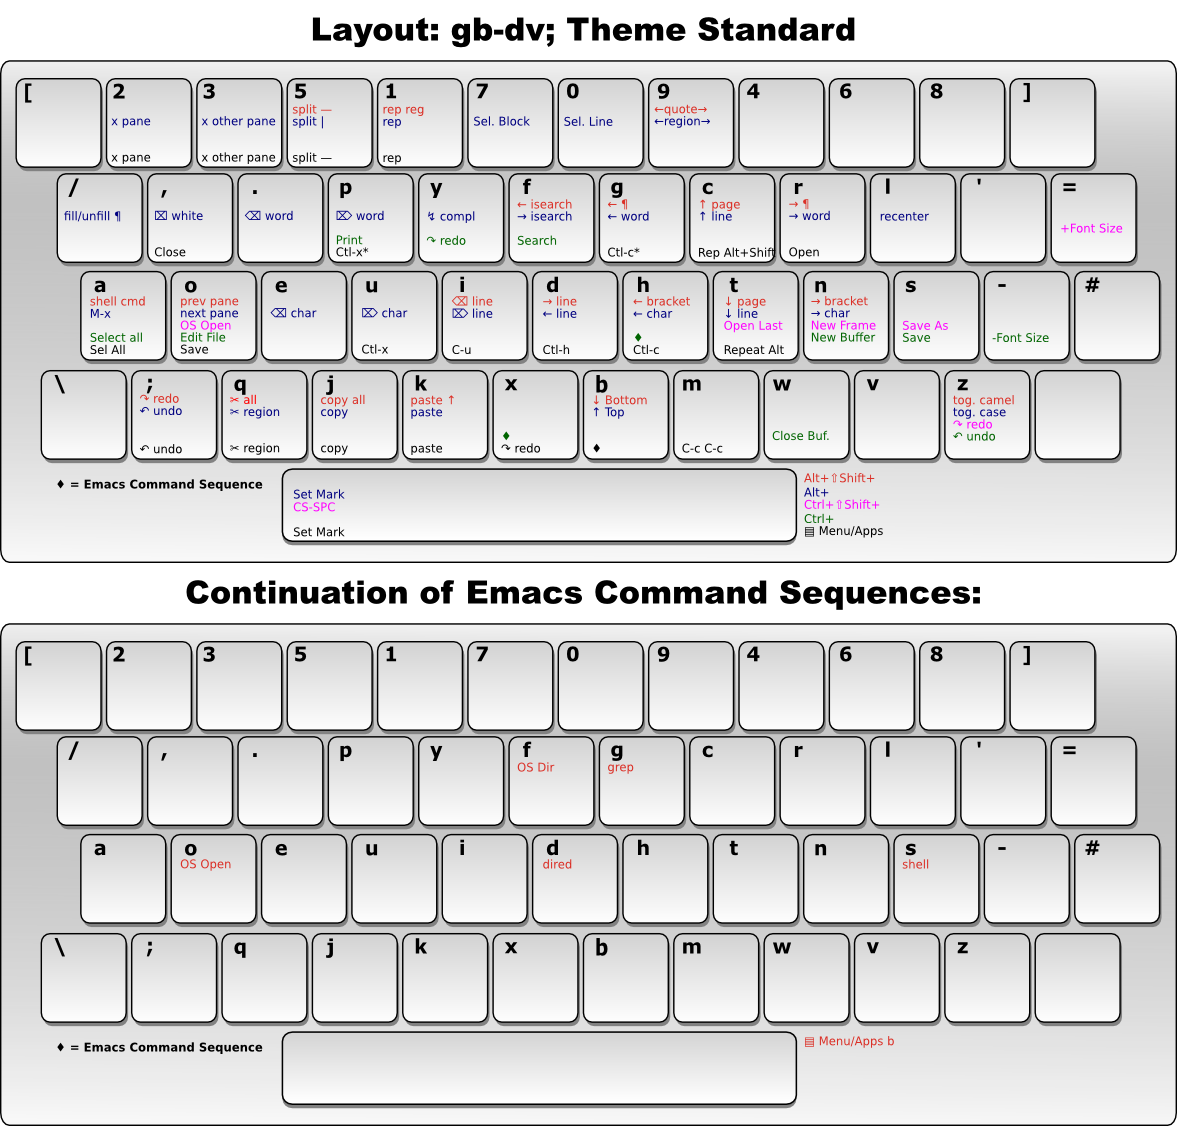 Layout: gb-dv; Theme Standard
[ 2 3 5 1 7 0 9 4 6 8 ]
split — rep reg ←quote→
x pane x other pane split | rep Sel. Block Sel. Line ←region→
x pane x other pane split — rep
/ , . p y f g c r l ' =
← isearch ← ¶ ↑ page → ¶
fill/unfill ¶ ⌧ white ⌫ word ⌦ word ↯ compl → isearch ← word ↑ line → word recenter
+Font Size
Print ↷ redo Search
Close Ctl-x* Ctl-c* Rep Alt+Shift Open
a o e u i d h t n s - #
shell cmd prev pane ⌫ line → line ← bracket ↓ page → bracket
M-x next pane ⌫ char ⌦ char ⌦ line ← line ← char ↓ line → char
OS Open Open Last New Frame Save As
Select all Edit File ♦ New Buffer Save -Font Size
Sel All Save Ctl-x C-u Ctl-h Ctl-c Repeat Alt
\ ; q j k x b m w v z
↷ redo ✂ all copy all paste ↑ ↓ Bottom tog. camel
↶ undo ✂ region copy paste ↑ Top tog. case
↷ redo
♦ Close Buf. ↶ undo
↶ undo ✂ region copy paste ↷ redo ♦ C-c C-c
♦ = Emacs Command Sequence
Set Mark
CS-SPC
Set Mark
Alt+⇧Shift+
Alt+
Ctrl+⇧Shift+
Ctrl+
▤ Menu/Apps
Continuation of Emacs Command Sequences:
[ 2 3 5 1 7 0 9 4 6 8 ]
/ , . p y f g c r l ' =
OS Dir grep
a o e u i d h t n s - #
OS Open dired shell
\ ; q j k x b m w v z
♦ = Emacs Command Sequence
▤ Menu/Apps b